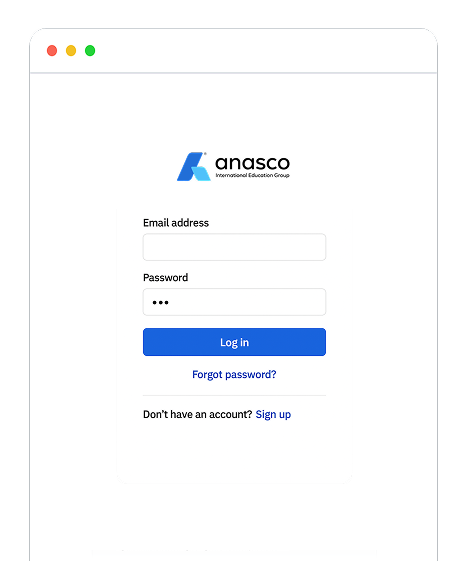 anasco
International Education Group
Email address
Password
•••
Log in
Forgot password?
Don't have an account? Sign up